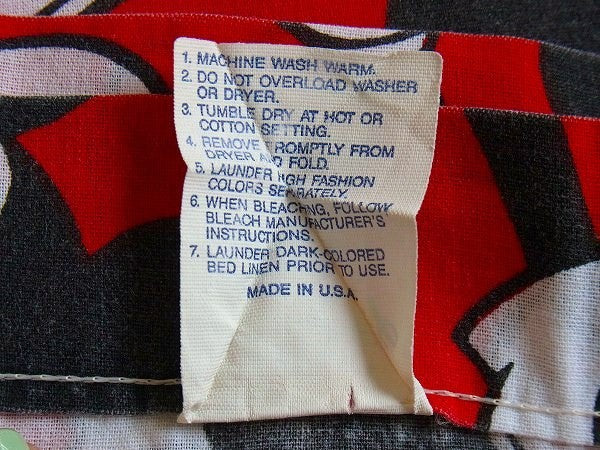 1. MACHINE WASH WARM.
2. DO NOT OVERLOAD WASHER
OR DRYER.
3. TUMBLE DRY AT HOT OR
COTTON SETTING.
4. REMOVE PROMPTLY FROM
DRYER AND FOLD.
5. LAUNDER HIGH FASHION
COLORS SEPARATELY.
6. WHEN BLEACHING, FOLLOW
BLEACH MANUFACTURER'S
INSTRUCTIONS.
7. LAUNDER DARK-COLORED
BED LINEN PRIOR TO USE.
MADE IN U.S.A.